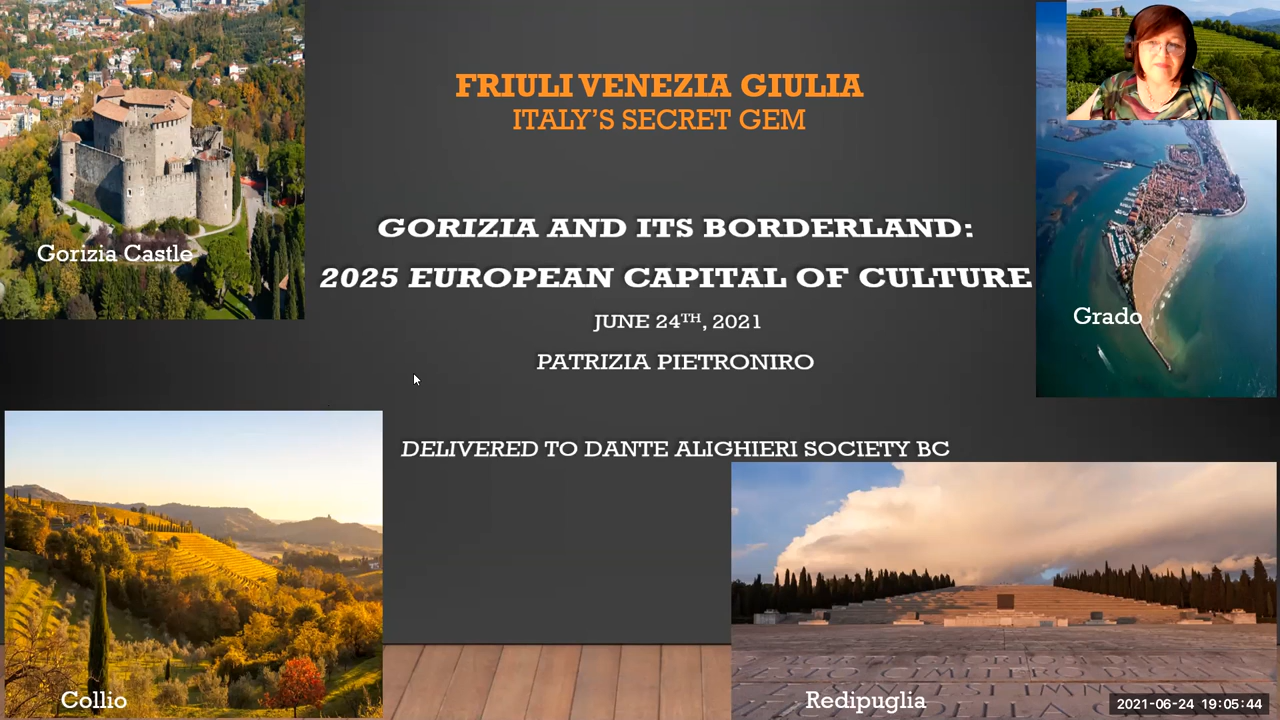 FRIULI VENEZIA GIULIA
ITALY'S SECRET GEM
GORIZIA AND ITS BORDERLAND:
2025 EUROPEAN CAPITAL OF CULTURE
JUNE 24TH, 2021
PATRIZIA PIETRONIRO
DELIVERED TO DANTE ALIGHIERI SOCIETY BC
Gorizia Castle
Grado
Collio
Redipuglia
2021-06-24 19:05:44